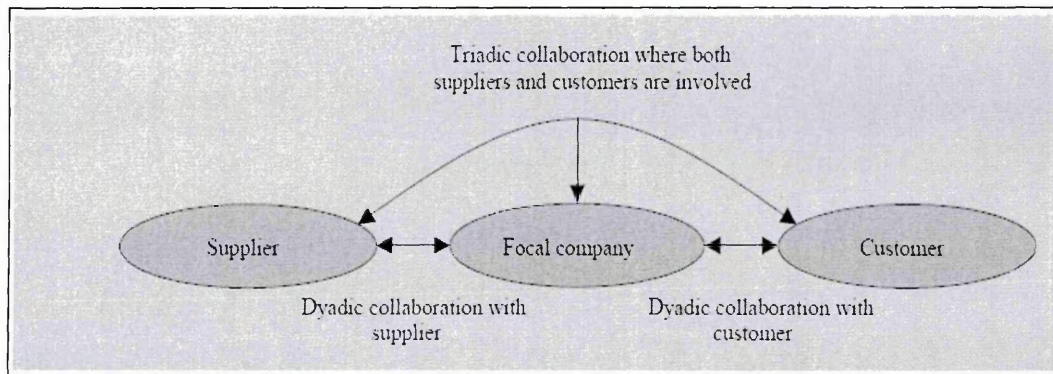 Triadic collaboration where both
suppliers and customers are involved
Supplier
Focal company
Customer
Dyadic collaboration with
supplier
Dyadic collaboration with
customer